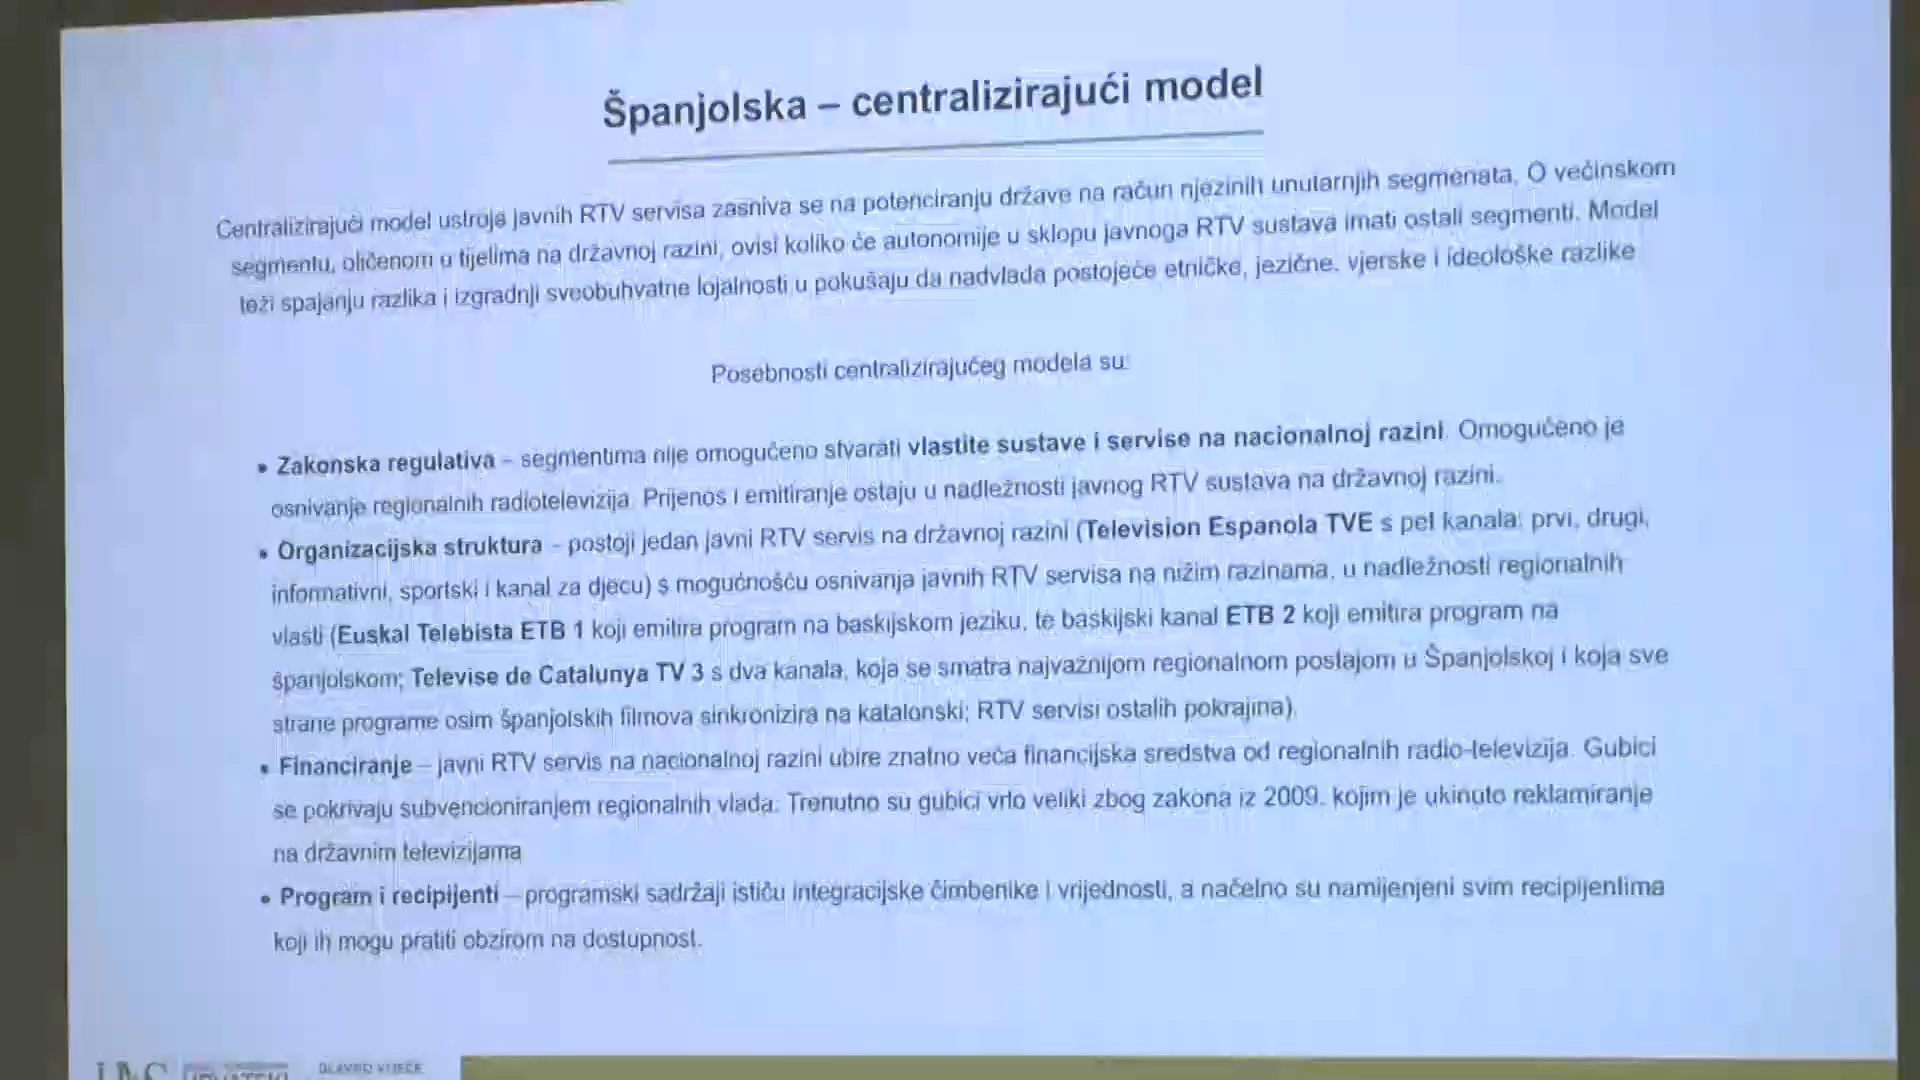 Španjolska – centralizirajući model
Centralizirajući model ustroja javnih RTV servisa zasniva se na potenciranju države na račun njezinih unutarnjih segmenata. O većinskom
segmentu, oličenom u tijelima na državnoj razini, ovisi koliko će autonomije u sklopu javnoga RTV sustava imati ostali segmenti. Model
teži spajanju razlika i izgradnji sveobuhvatne lojalnosti u pokušaju da nadvlada postojeće etničke, jezične, vjerske i ideološke razlike
Posebnosti centralizirajućeg modela su:
• Zakonska regulativa – segmentima nije omogućeno stvarati vlastite sustave i servise na nacionalnoj razini. Omogućeno je
osnivanje regionalnih radiotelevizija. Prijenos i emitiranje ostaju u nadležnosti javnog RTV sustava na državnoj razini.
• Organizacijska struktura – postoji jedan javni RTV servis na državnoj razini (Television Espanola TVE s pet kanala: prvi, drugi,
informativni, sportski i kanal za djecu) s mogućnošću osnivanja javnih RTV servisa na nižim razinama, u nadležnosti regionalnih
vlasti (Euskal Telebista ETB 1 koji emitira program na baskijskom jeziku, te baskijski kanal ETB 2 koji emitira program na
španjolskom; Televise de Catalunya TV 3 s dva kanala, koja se smatra najvažnijom regionalnom postajom u Španjolskoj i koja sve
strane programe osim španjolskih filmova sinkronizira na katalonski; RTV servisi ostalih pokrajina).
• Financiranje – javni RTV servis na nacionalnoj razini ubire znatno veća financijska sredstva od regionalnih radio-televizija. Gubici
se pokrivaju subvencioniranjem regionalnih vlada. Trenutno su gubici vrlo veliki zbog zakona iz 2009. kojim je ukinuto reklamiranje
na državnim televizijama
• Program i recipijenti – programski sadržaji ističu integracijske čimbenike i vrijednosti, a načelno su namijenjeni svim recipijentima
koji ih mogu pratiti obzirom na dostupnost.